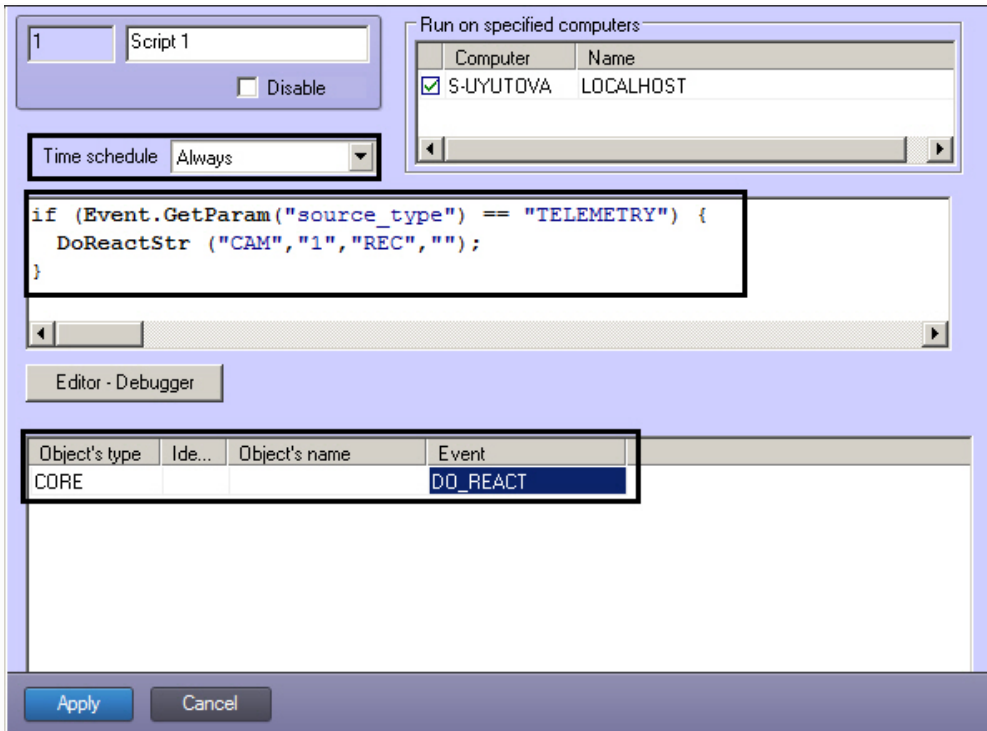 1
Script 1
Disable
Run on specified computers
Computer Name
S-UYUTOVA LOCALHOST
Time schedule Always
if (Event.GetParam("source_type") == "TELEMETRY") {
DoReactStr ("CAM","1","REC","");
}
Editor - Debugger
Object's type Ide... Object's name Event
CORE DO_REACT
Apply Cancel